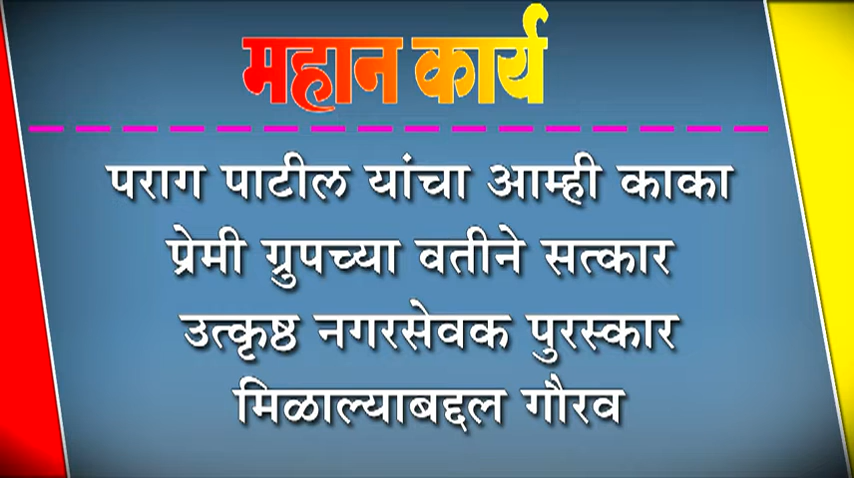 महान कार्य
पराग पाटील यांचा आम्ही काका
प्रेमी ग्रुपच्या वतीने सत्कार
उत्कृष्ठ नगरसेवक पुरस्कार
मिळाल्याबद्दल गौरव